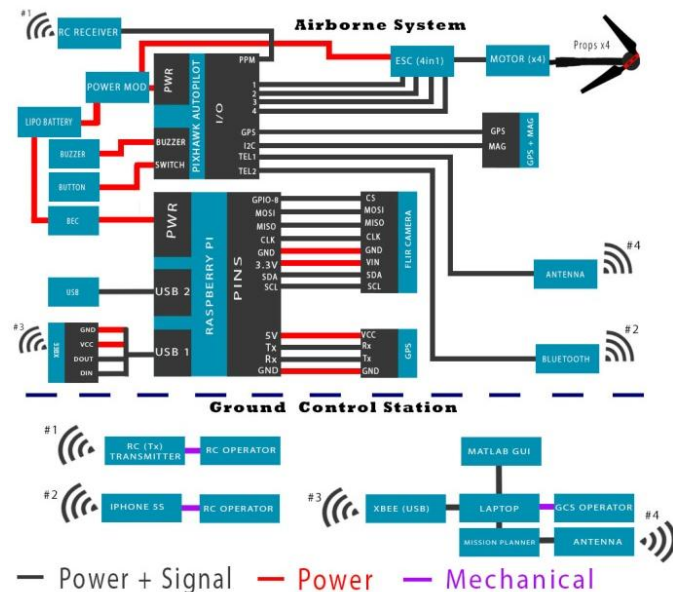 Airborne System
#1
RC RECEIVER
PPM
ESC (4in1)
MOTOR (x4)
Props x4
POWER MOD
PWR
PIXHAWK AUTOPILOT
I/O
1
2
3
4
LIPO BATTERY
BUZZER
BUZZER
BUTTON
SWITCH
GPS
I2C
TEL1
TEL2
GPS
MAG
GPS + MAG
BEC
PWR
RASPBERRY PI
PINS
GPIO-8
MOSI
MISO
CLK
GND
3.3V
SDA
SCL
CS
MOSI
MISO
CLK
GND
VIN
SDA
SCL
FLIR CAMERA
#4
ANTENNA
USB
USB 2
#3
XBEE
GND
VCC
DOUT
DIN
USB 1
5V
Tx
Rx
GND
VCC
Rx
Tx
GND
GPS
#2
BLUETOOTH
Ground Control Station
#1
RC (Tx)
TRANSMITTER
RC OPERATOR
#2
IPHONE 5S
RC OPERATOR
MATLAB GUI
#3
XBEE (USB)
LAPTOP
GCS OPERATOR
#4
MISSION PLANNER
ANTENNA
Power + Signal
Power
Mechanical